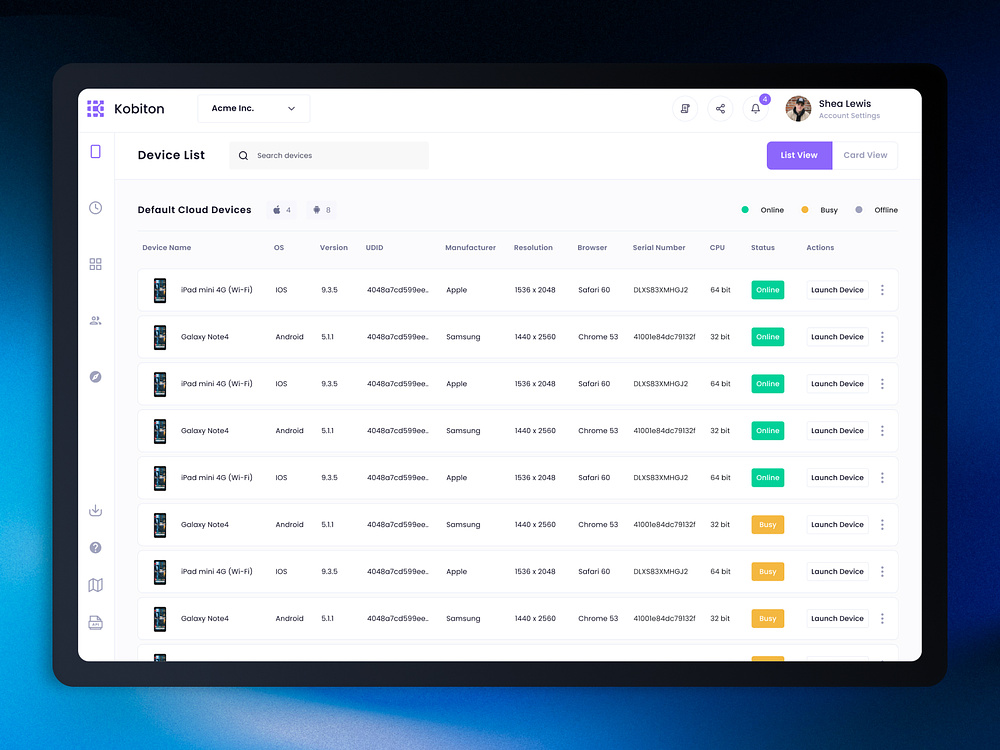 Kobiton
Acme Inc.
4
Shea Lewis
Account Settings
Device List
Search devices
List View
Card View
Default Cloud Devices
4
8
Online
Busy
Offline
Device Name OS Version UDID Manufacturer Resolution Browser Serial Number CPU Status Actions
iPad mini 4G (Wi-Fi) IOS 9.3.5 4048a7cd599ee.. Apple 1536 x 2048 Safari 60 DLXS83XMHGJ2 64 bit Online Launch Device
Galaxy Note4 Android 5.1.1 4048a7cd599ee.. Samsung 1440 x 2560 Chrome 53 41001e84dc79132f 32 bit Online Launch Device
iPad mini 4G (Wi-Fi) IOS 9.3.5 4048a7cd599ee.. Apple 1536 x 2048 Safari 60 DLXS83XMHGJ2 64 bit Online Launch Device
Galaxy Note4 Android 5.1.1 4048a7cd599ee.. Samsung 1440 x 2560 Chrome 53 41001e84dc79132f 32 bit Online Launch Device
iPad mini 4G (Wi-Fi) IOS 9.3.5 4048a7cd599ee.. Apple 1536 x 2048 Safari 60 DLXS83XMHGJ2 64 bit Online Launch Device
Galaxy Note4 Android 5.1.1 4048a7cd599ee.. Samsung 1440 x 2560 Chrome 53 41001e84dc79132f 32 bit Busy Launch Device
iPad mini 4G (Wi-Fi) IOS 9.3.5 4048a7cd599ee.. Apple 1536 x 2048 Safari 60 DLXS83XMHGJ2 64 bit Busy Launch Device
Galaxy Note4 Android 5.1.1 4048a7cd599ee.. Samsung 1440 x 2560 Chrome 53 41001e84dc79132f 32 bit Busy Launch Device
API